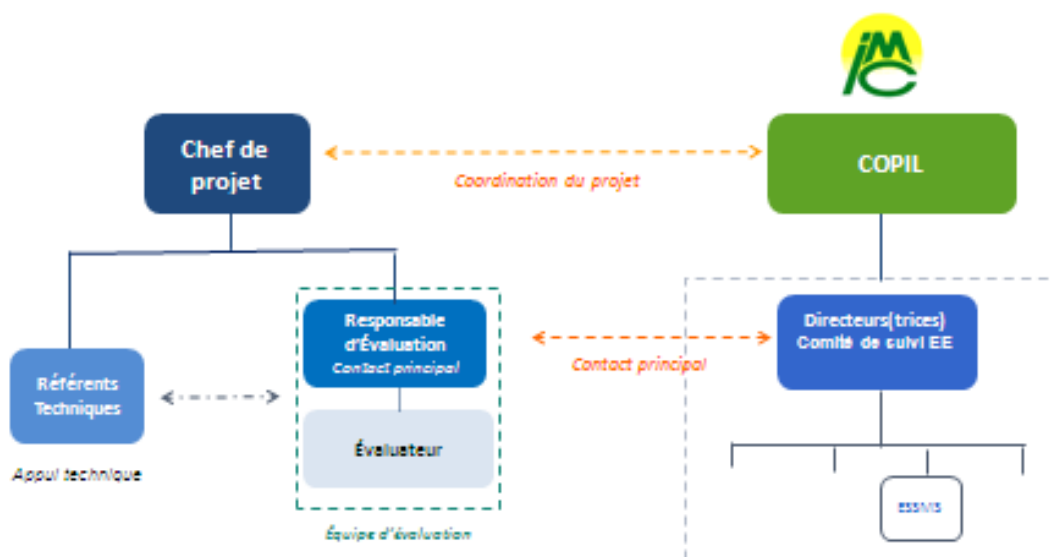 IMC
Chef de
projet
Coordination du projet
COPIL
Responsable
d'Évaluation
Contact principal
Évaluateur
Équipe d'évaluation
Référents
Techniques
Appui technique
Contact principal
Directeurs(trices)
Comité de suivi EE
ESSMS